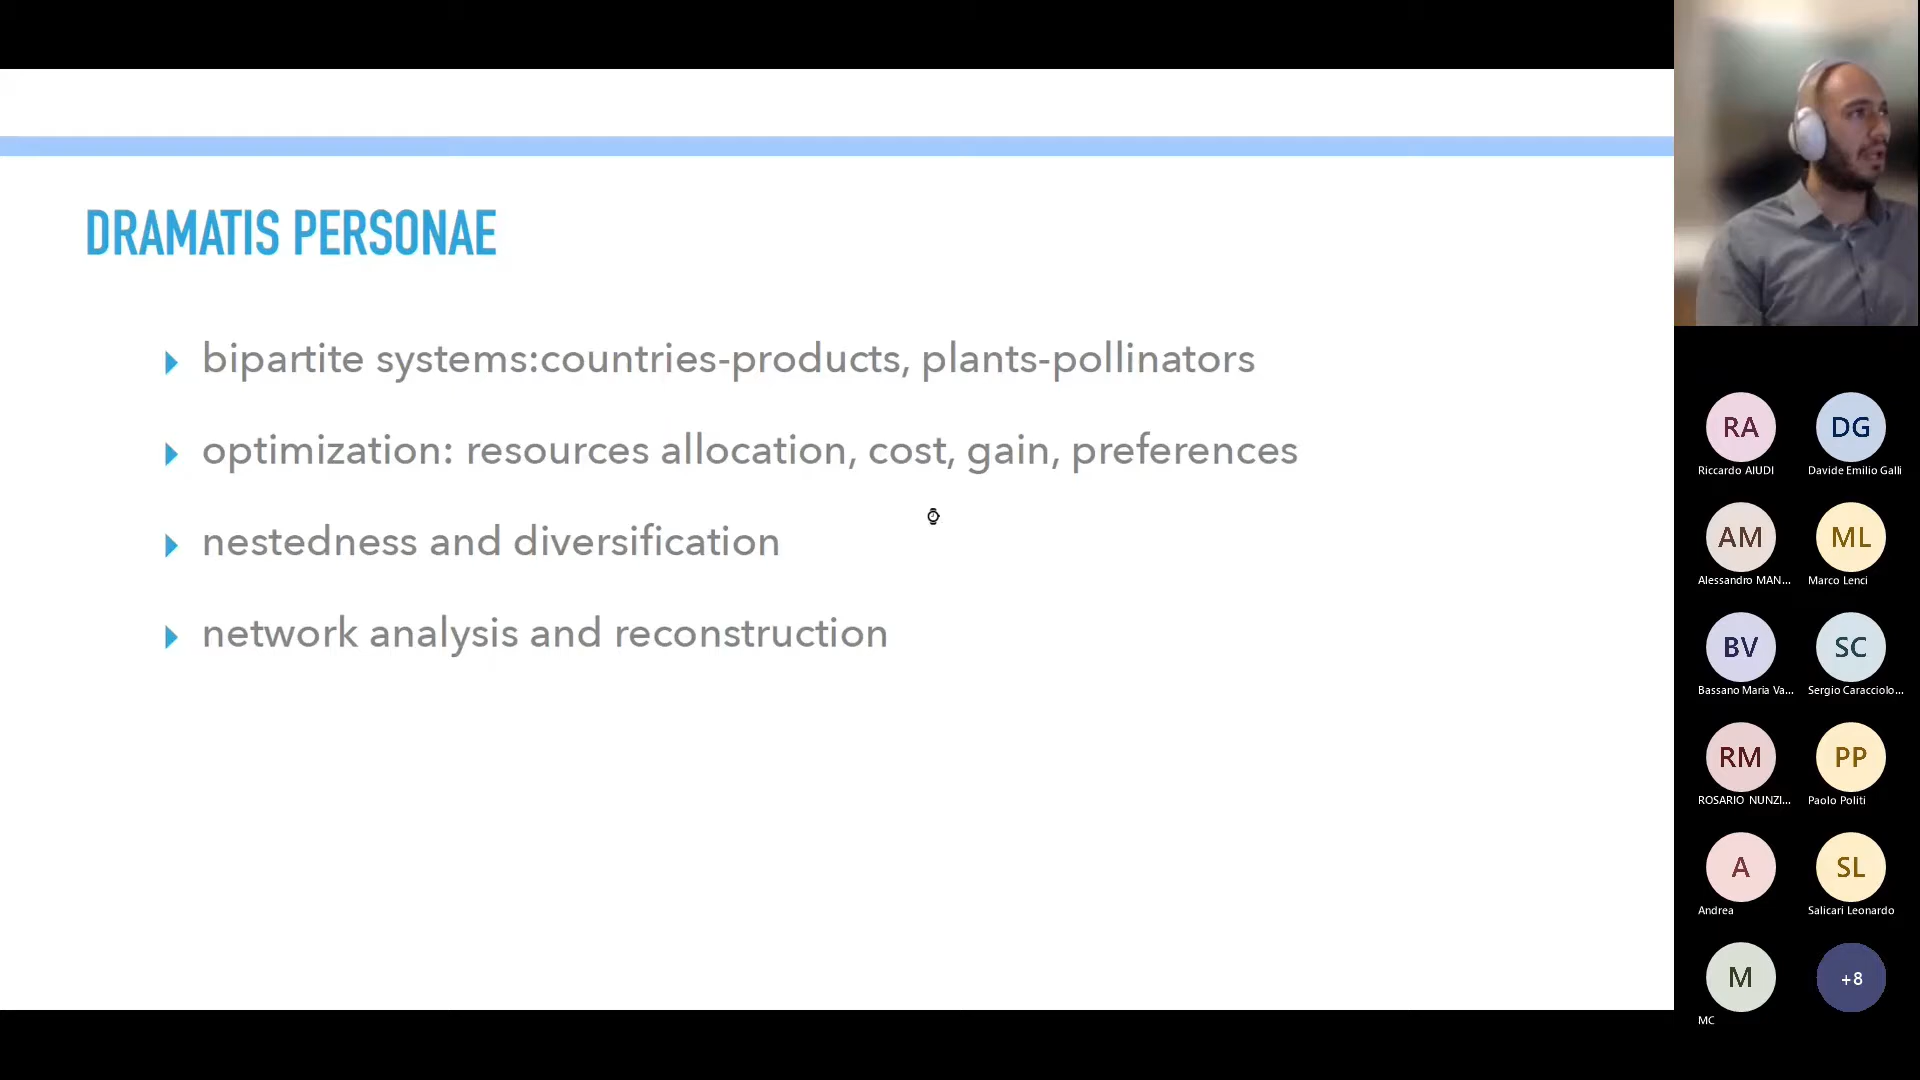 DRAMATIS PERSONAE
bipartite systems:countries-products, plants-pollinators
optimization: resources allocation, cost, gain, preferences
nestedness and diversification
network analysis and reconstruction
RA
DG
Riccardo AIUDI
Davide Emilio Galli
AM
ML
Alessandro MAN...
Marco Lenci
BV
SC
Bassano Maria Va...
Sergio Caracciolo...
RM
PP
ROSARIO NUNZI...
Paolo Politi
A
SL
Andrea
Salicari Leonardo
M
+8
MC